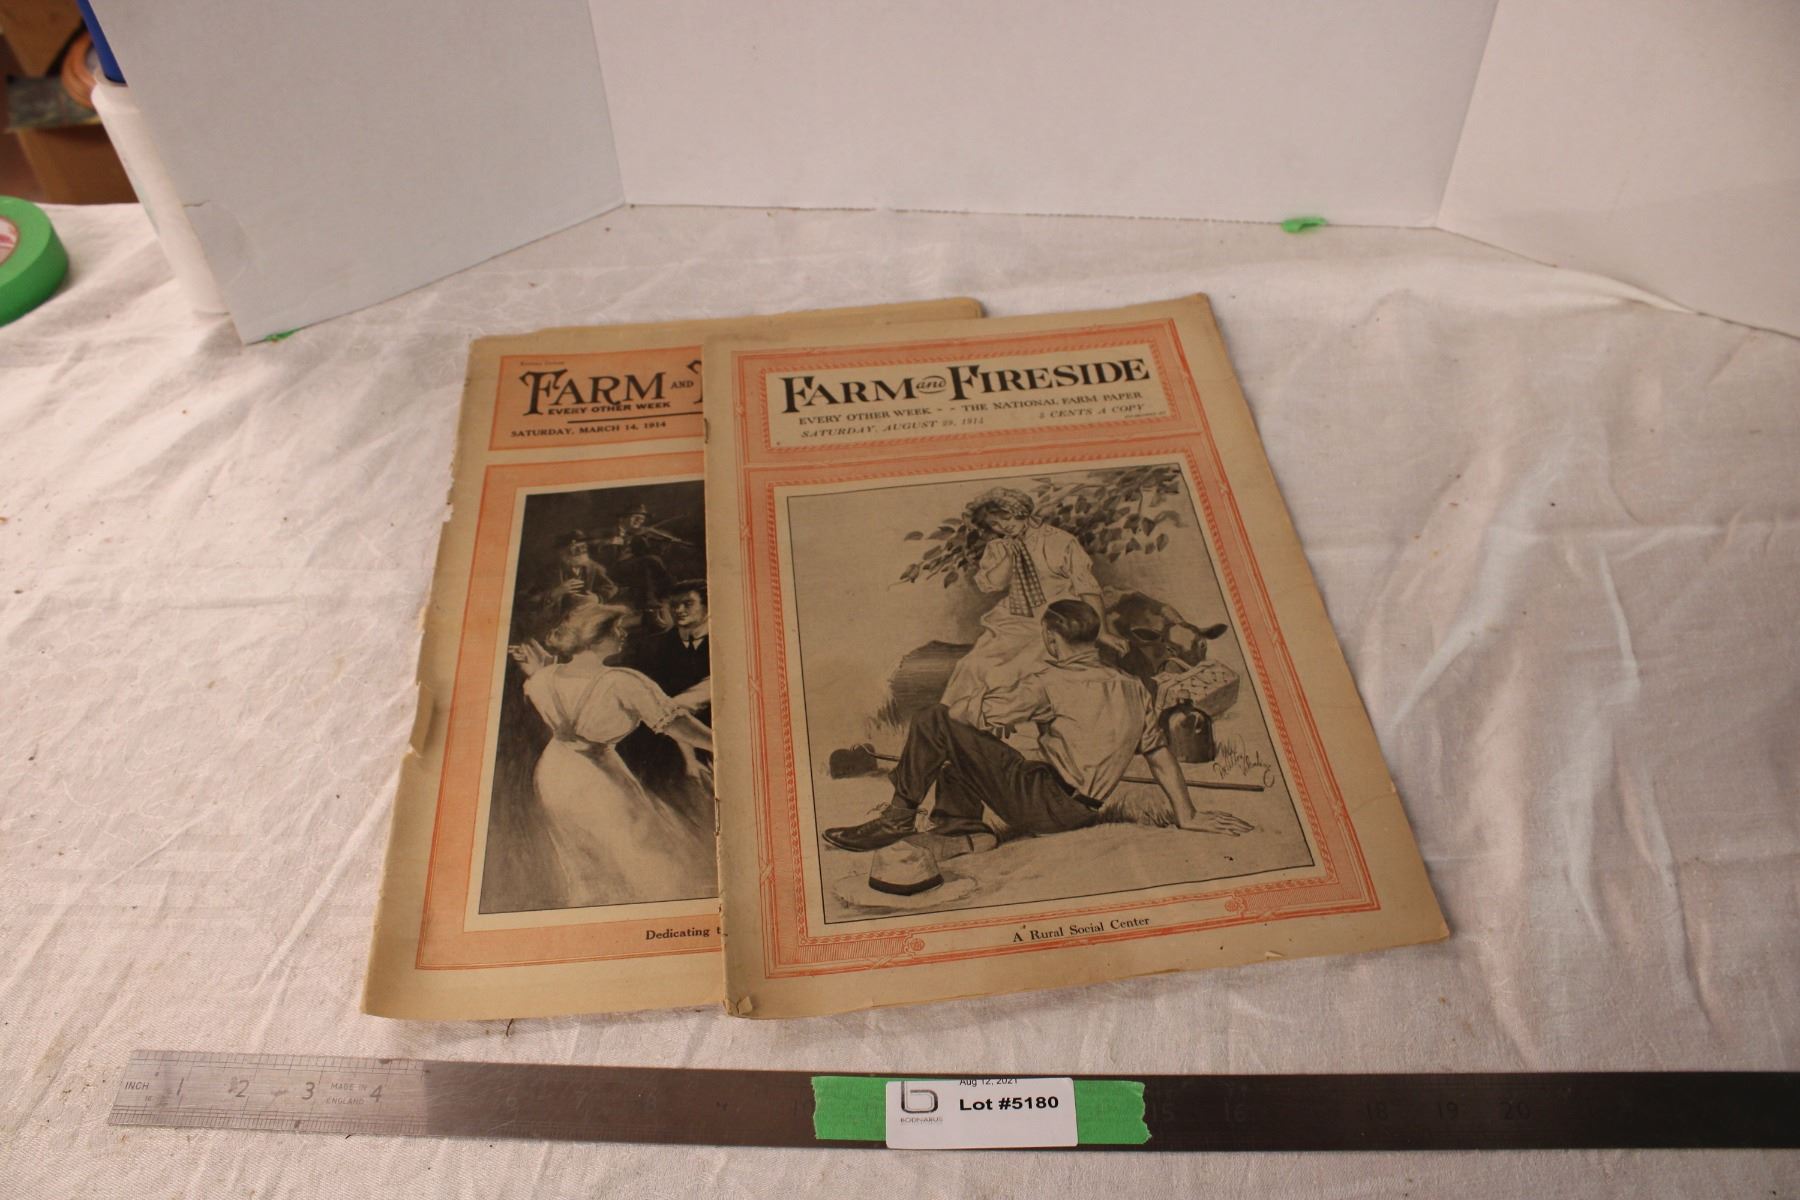 FARM AND
EVERY OTHER WEEK
SATURDAY, MARCH 14, 1914
Dedicating
FARM and FIRESIDE
EVERY OTHER WEEK - - THE NATIONAL FARM PAPER
SATURDAY, AUGUST 29, 1914 5 CENTS A COPY
A Rural Social Center
INCH 1 2 3 MADE IN ENGLAND 4
6 15 16 18 19 20
Aug 12, 2021
Lot #5180
BODNARUS